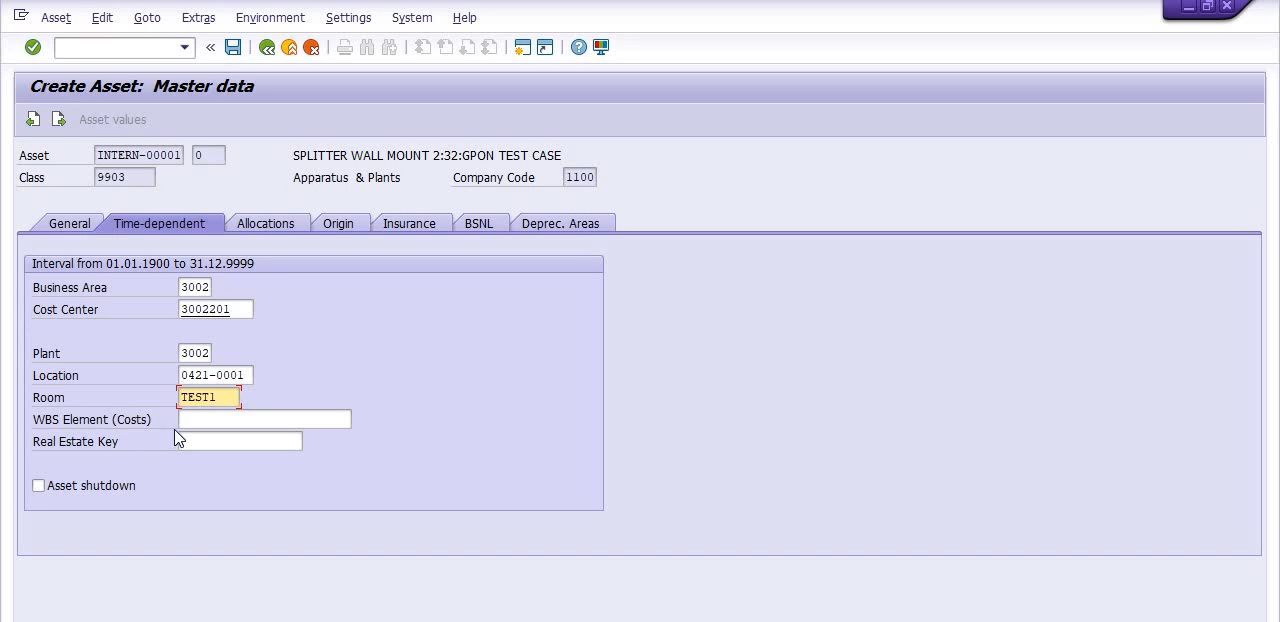 Asset Edit Goto Extras Environment Settings System Help
Create Asset: Master data
Asset values
Asset INTERN-00001 0 SPLITTER WALL MOUNT 2:32:GPON TEST CASE
Class 9903 Apparatus & Plants Company Code 1100
General Time-dependent Allocations Origin Insurance BSNL Deprec. Areas
Interval from 01.01.1900 to 31.12.9999
Business Area 3002
Cost Center 3002201
Plant 3002
Location 0421-0001
Room TEST1
WBS Element (Costs)
Real Estate Key
Asset shutdown